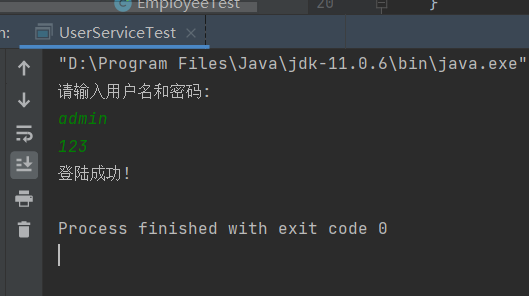 EmployeeTest
20
}
n:
UserServiceTest
"D:\Program Files\Java\jdk-11.0.6\bin\java.exe"
请输入用户名和密码:
admin
123
登陆成功!
Process finished with exit code 0